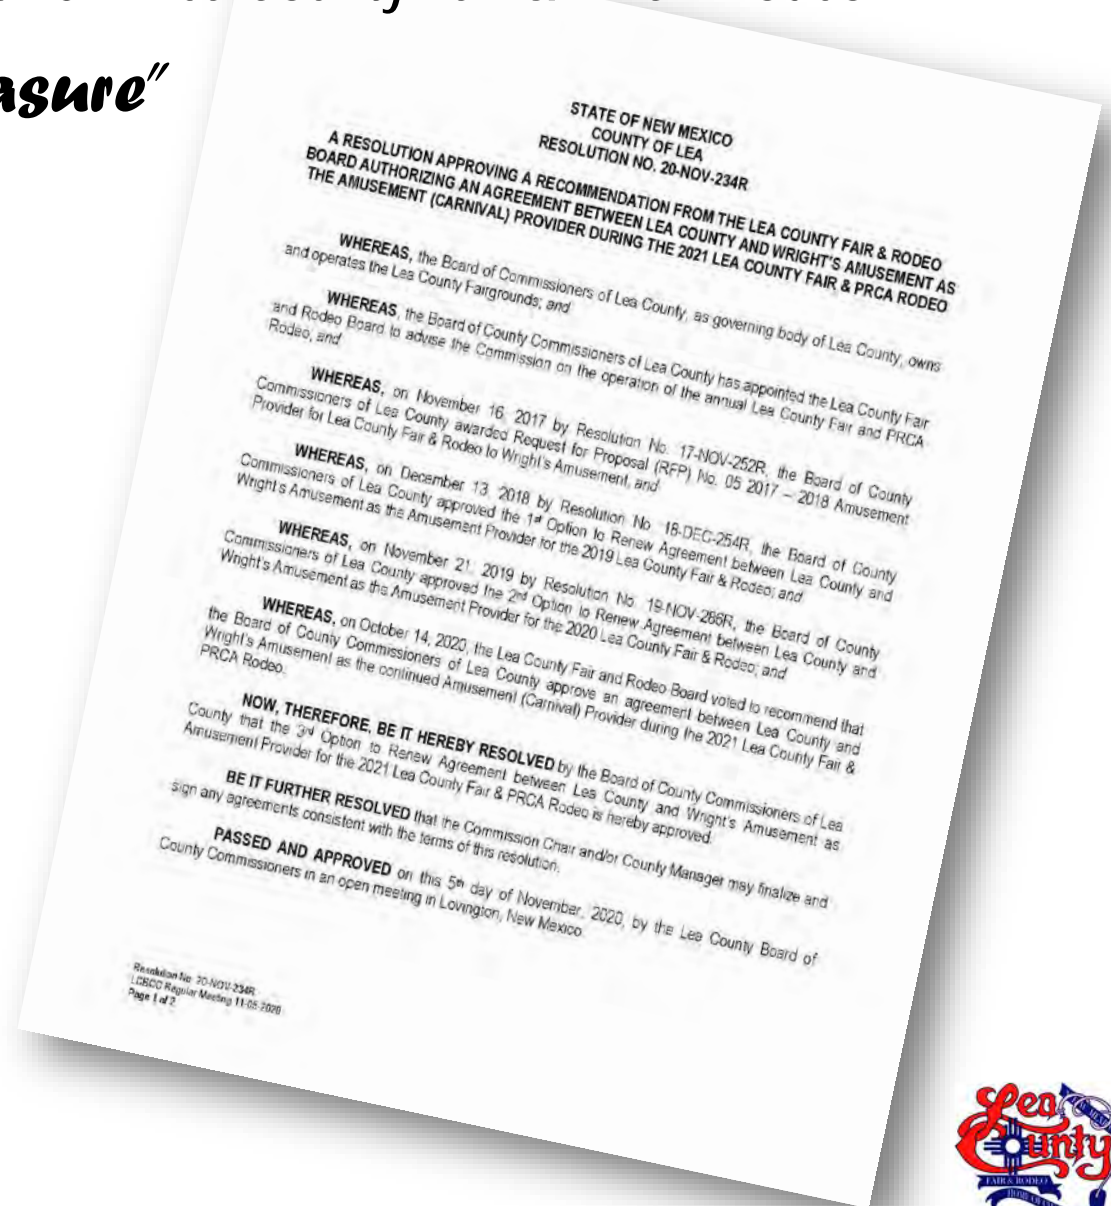 asure"
STATE OF NEW MEXICO
COUNTY OF LEA
RESOLUTION NO. 20-NOV-234R
A RESOLUTION APPROVING A RECOMMENDATION FROM THE LEA COUNTY FAIR & RODEO
BOARD AUTHORIZING AN AGREEMENT BETWEEN LEA COUNTY AND WRIGHT'S AMUSEMENT AS
THE AMUSEMENT (CARNIVAL) PROVIDER DURING THE 2021 LEA COUNTY FAIR & PRCA RODEO
WHEREAS, the Board of Commissioners of Lea County, as governing body of Lea County, owns
and operates the Lea County Fairgrounds; and
WHEREAS, the Board of County Commissioners of Lea County has appointed the Lea County Fair
and Rodeo Board to advise the Commission on the operation of the annual Lea County Fair and PRCA
Rodeo; and
WHEREAS, on November 16, 2017 by Resolution No. 17-NOV-252R, the Board of County
Commissioners of Lea County awarded Request for Proposal (RFP) No. 05 2017 – 2018 Amusement
Provider for Lea County Fair & Rodeo to Wright's Amusement, and
WHEREAS, on December 13, 2018 by Resolution No. 18-DEC-254R, the Board of County
Commissioners of Lea County approved the 1st Option to Renew Agreement between Lea County and
Wright's Amusement as the Amusement Provider for the 2019 Lea County Fair & Rodeo; and
WHEREAS, on November 21, 2019 by Resolution No. 19-NOV-286R, the Board of County
Commissioners of Lea County approved the 2nd Option to Renew Agreement between Lea County and
Wright's Amusement as the Amusement Provider for the 2020 Lea County Fair & Rodeo; and
WHEREAS, on October 14, 2020, the Lea County Fair and Rodeo Board voted to recommend that
the Board of County Commissioners of Lea County approve an agreement between Lea County and
Wright's Amusement as the continued Amusement (Carnival) Provider during the 2021 Lea County Fair &
PRCA Rodeo.
NOW, THEREFORE, BE IT HEREBY RESOLVED by the Board of County Commissioners of Lea
County that the 3rd Option to Renew Agreement between Lea County and Wright's Amusement as
Amusement Provider for the 2021 Lea County Fair & PRCA Rodeo is hereby approved.
BE IT FURTHER RESOLVED that the Commission Chair and/or County Manager may finalize and
sign any agreements consistent with the terms of this resolution.
PASSED AND APPROVED on this 5th day of November, 2020, by the Lea County Board of
County Commissioners in an open meeting in Lovington, New Mexico.
Resolution No. 20-NOV-234R
LCBCC Regular Meeting 11-05-2020
Page 1 of 2
Lea
County
FAIR & RODEO